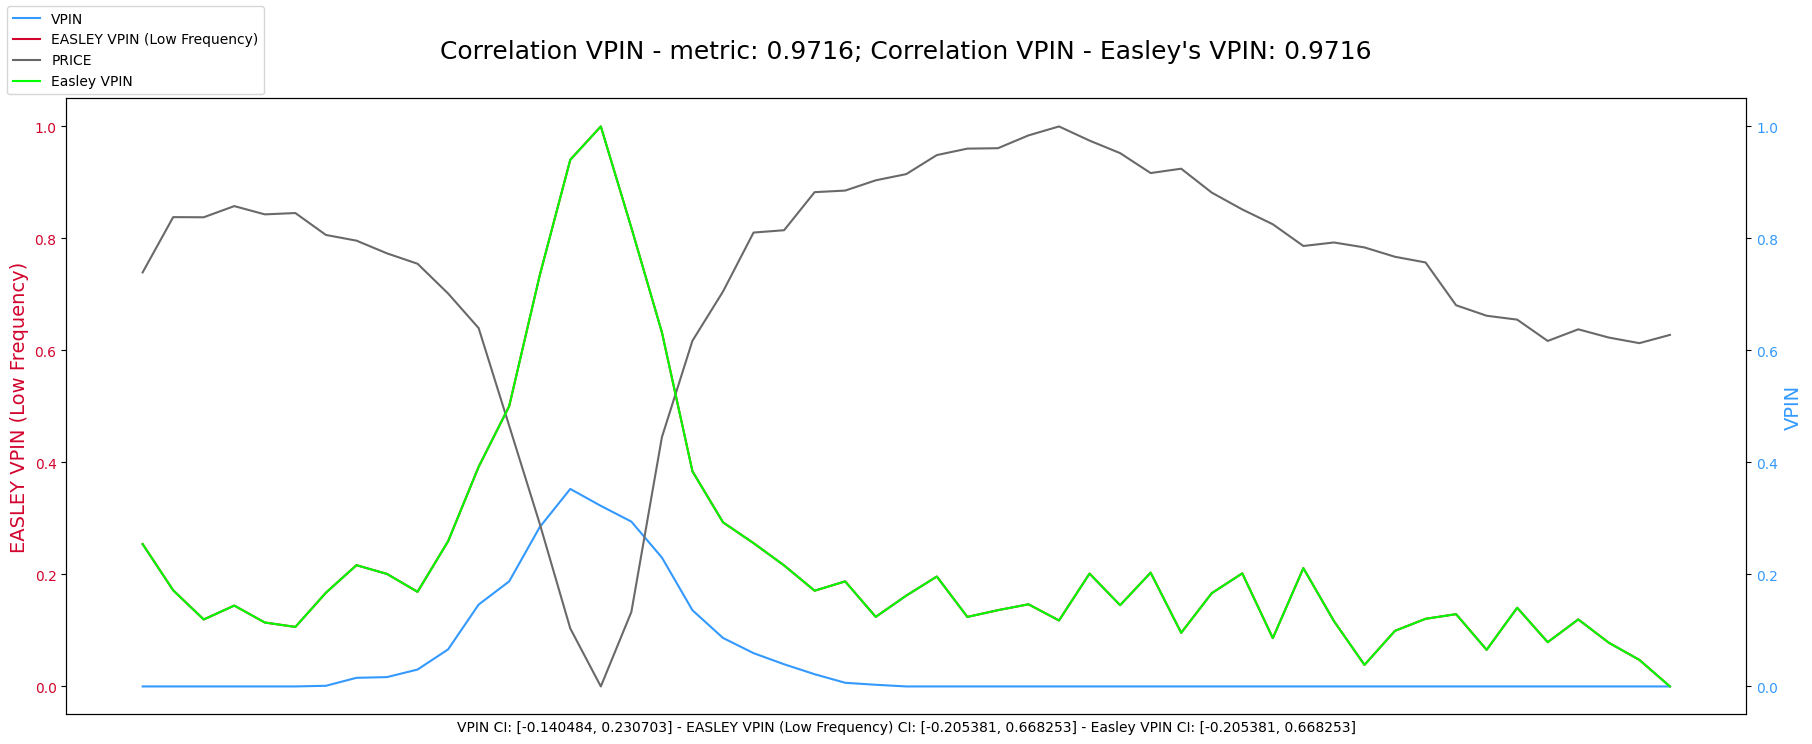 VPIN
EASLEY VPIN (Low Frequency)
PRICE
Easley VPIN
Correlation VPIN - metric: 0.9716; Correlation VPIN - Easley's VPIN: 0.9716
EASLEY VPIN (Low Frequency)
1.0
0.8
0.6
0.4
0.2
0.0
1.0
0.8
0.6
0.4
0.2
0.0
VPIN
VPIN CI: [-0.140484, 0.230703] - EASLEY VPIN (Low Frequency) CI: [-0.205381, 0.668253] - Easley VPIN CI: [-0.205381, 0.668253]